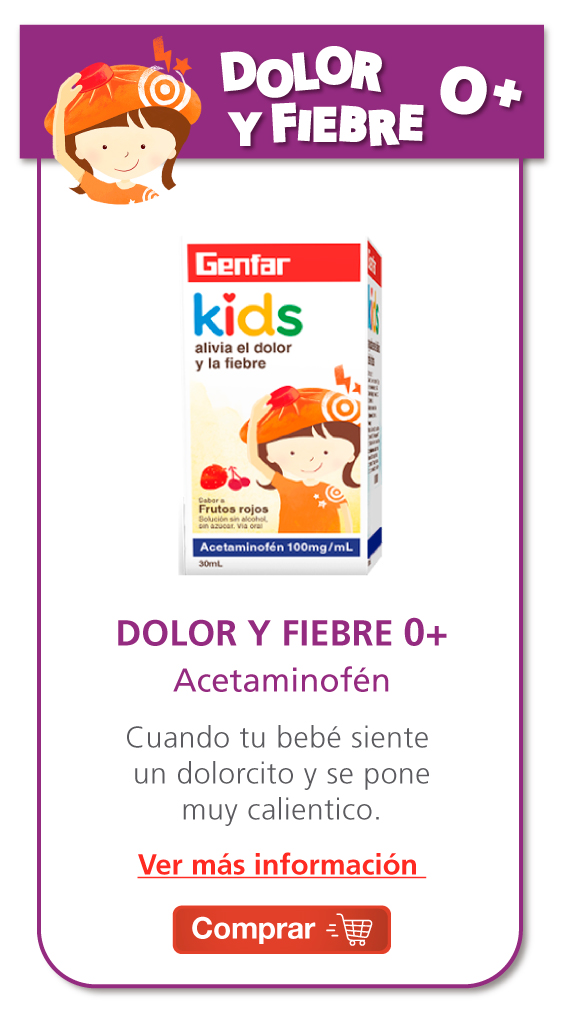 DOLOR
Y FIEBRE
0+
Genfar
kids
alivia el dolor
y la fiebre
Sabor a
Frutos rojos
Solución sin alcohol,
sin azúcar. Vía oral
Acetaminofén 100mg/mL
30mL
Genfar
kids
DOLOR Y FIEBRE 0+
Acetaminofén
Cuando tu bebé siente
un dolorcito y se pone
muy calientico.
Ver más información
Comprar